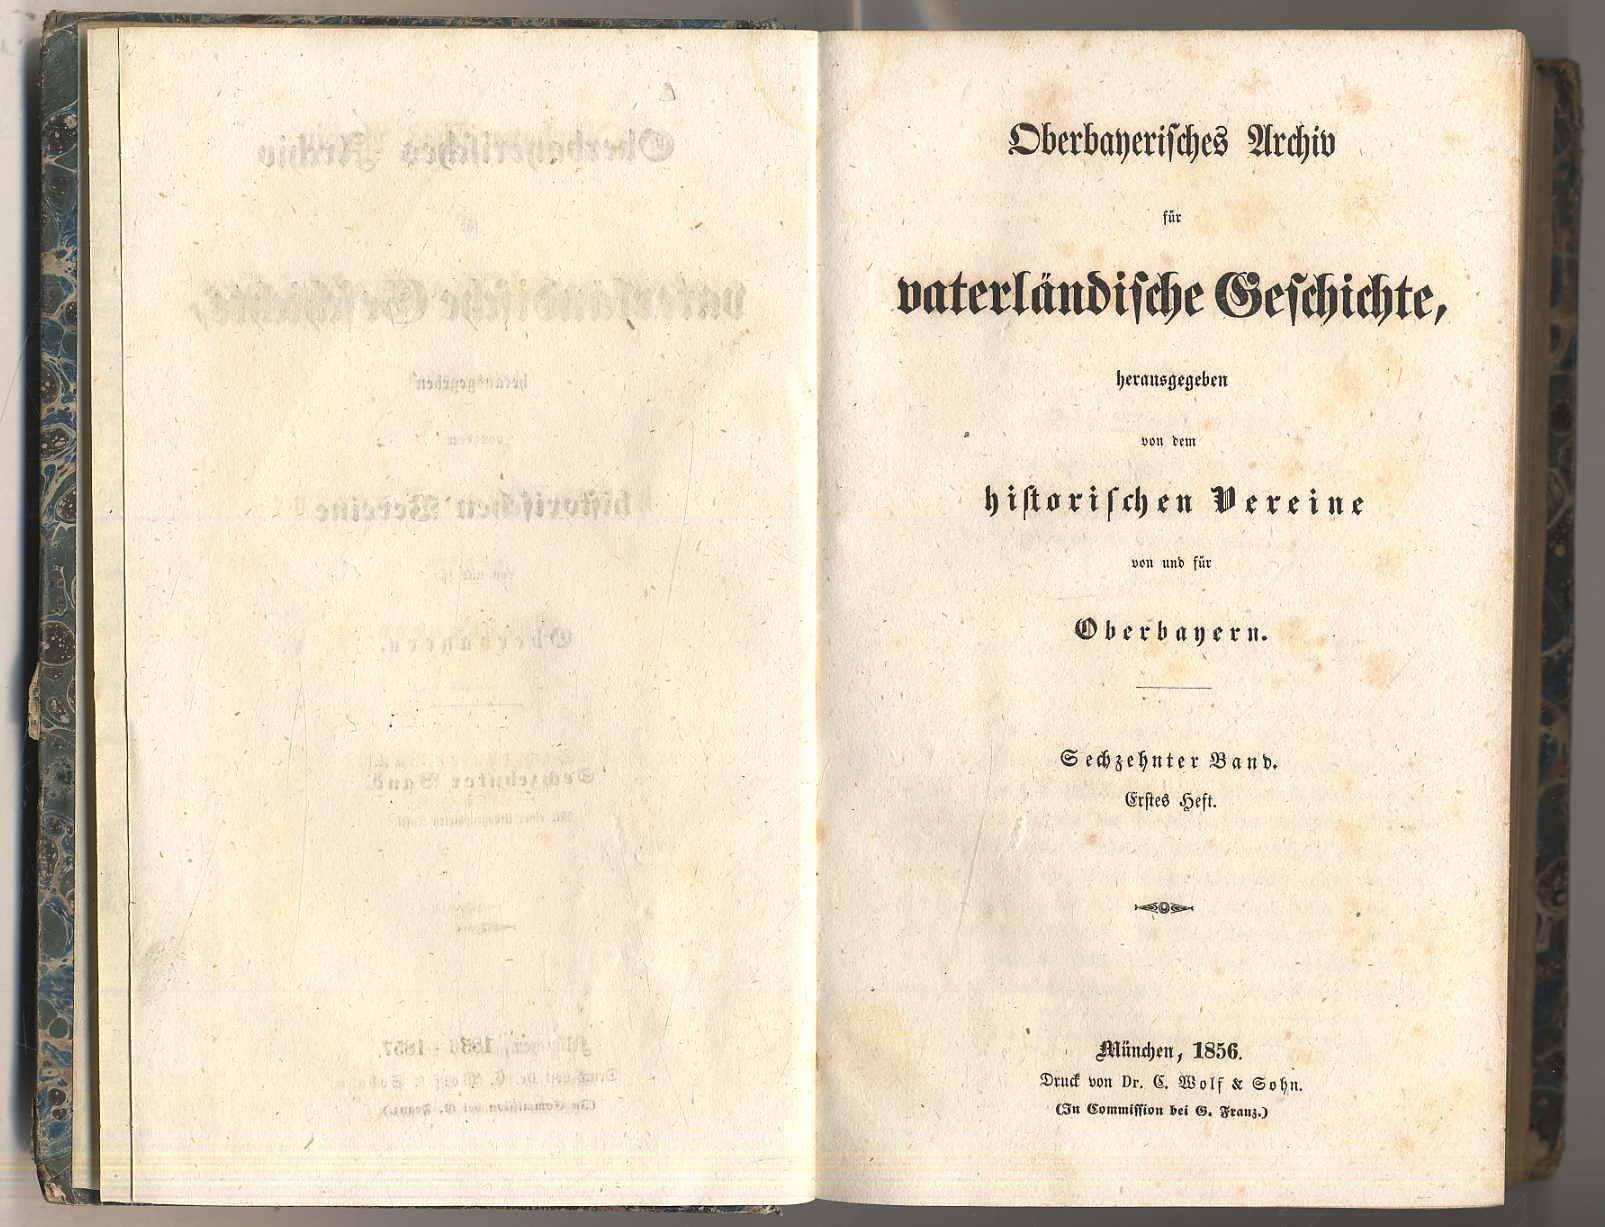 Oberbayerisches Archiv
für
vaterländische Geschichte,
herausgegeben
von dem
historischen Vereine
von und für
Oberbayern.
Sechzehnter Band.
Erstes Heft.
München, 1856.
Druck von Dr. C. Wolf & Sohn.
(In Commission bei G. Franz.)